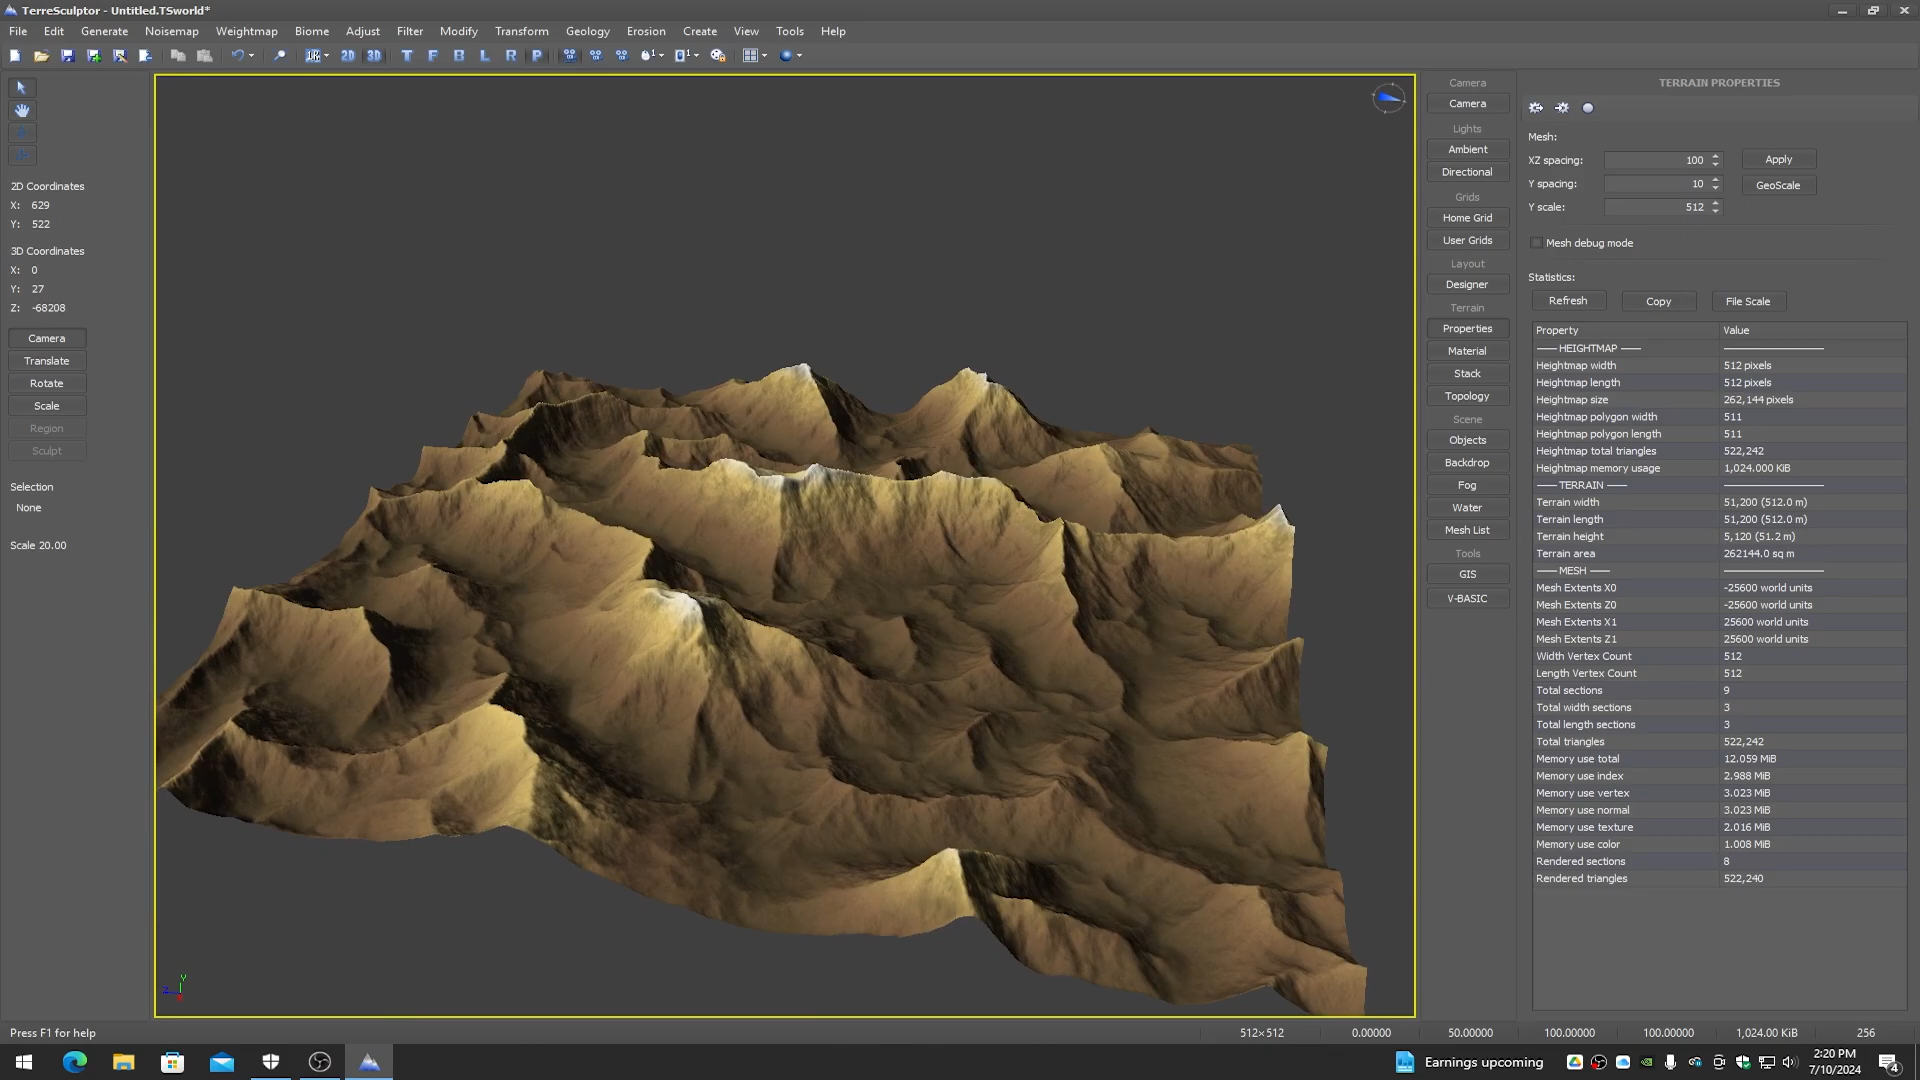 TerreSculptor - Untitled.TSworld*
File Edit Generate Noisemap Weightmap Biome Adjust Filter Modify Transform Geology Erosion Create View Tools Help
2D 3D T F B L R P
2D Coordinates
X: 629
Y: 522
3D Coordinates
X: 0
Y: 27
Z: -68208
Camera
Translate
Rotate
Scale
Region
Sculpt
Selection
None
Scale 20.00
Camera
Camera
Lights
Ambient
Directional
Grids
Home Grid
User Grids
Layout
Designer
Terrain
Properties
Material
Stack
Topology
Scene
Objects
Backdrop
Fog
Water
Mesh List
Tools
GIS
V-BASIC
TERRAIN PROPERTIES
Mesh:
XZ spacing: 100 Apply
Y spacing: 10 GeoScale
Y scale: 512
Mesh debug mode
Statistics:
Refresh Copy File Scale
Property Value
HEIGHTMAP
Heightmap width 512 pixels
Heightmap length 512 pixels
Heightmap size 262,144 pixels
Heightmap polygon width 511
Heightmap polygon length 511
Heightmap total triangles 522,242
Heightmap memory usage 1,024.000 KiB
TERRAIN
Terrain width 51,200 (512.0 m)
Terrain length 51,200 (512.0 m)
Terrain height 5,120 (51.2 m)
Terrain area 262144.0 sq m
MESH
Mesh Extents X0 -25600 world units
Mesh Extents Z0 -25600 world units
Mesh Extents X1 25600 world units
Mesh Extents Z1 25600 world units
Width Vertex Count 512
Length Vertex Count 512
Total sections 9
Total width sections 3
Total length sections 3
Total triangles 522,242
Memory use total 12.059 MiB
Memory use index 2.988 MiB
Memory use vertex 3.023 MiB
Memory use normal 3.023 MiB
Memory use texture 2.016 MiB
Memory use color 1.008 MiB
Rendered sections 8
Rendered triangles 522,240
Y
Press F1 for help 512×512 0.00000 50.00000 100.00000 100.00000 1,024.00 KiB 256
Earnings upcoming
2:20 PM
7/10/2024
4